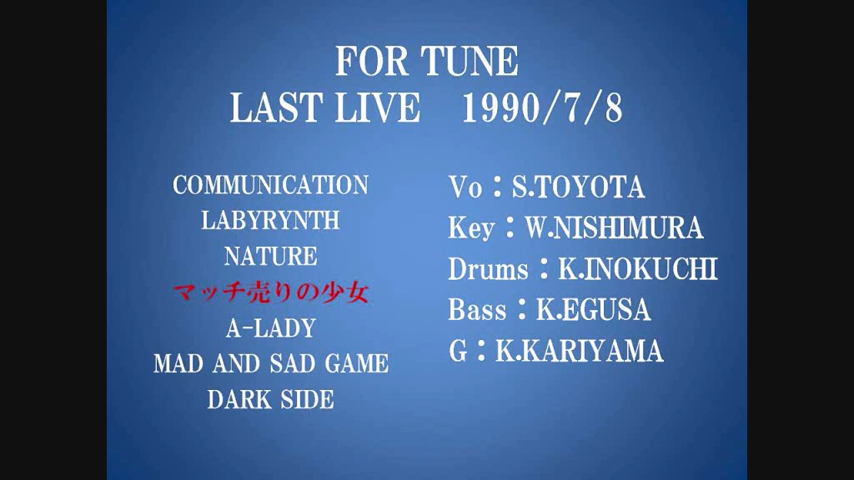 FOR TUNE
LAST LIVE　1990/7/8
COMMUNICATION
LABYRYNTH
NATURE
マッチ売りの少女
A-LADY
MAD AND SAD GAME
DARK SIDE
Vo：S.TOYOTA
Key：W.NISHIMURA
Drums：K.INOKUCHI
Bass：K.EGUSA
G：K.KARIYAMA